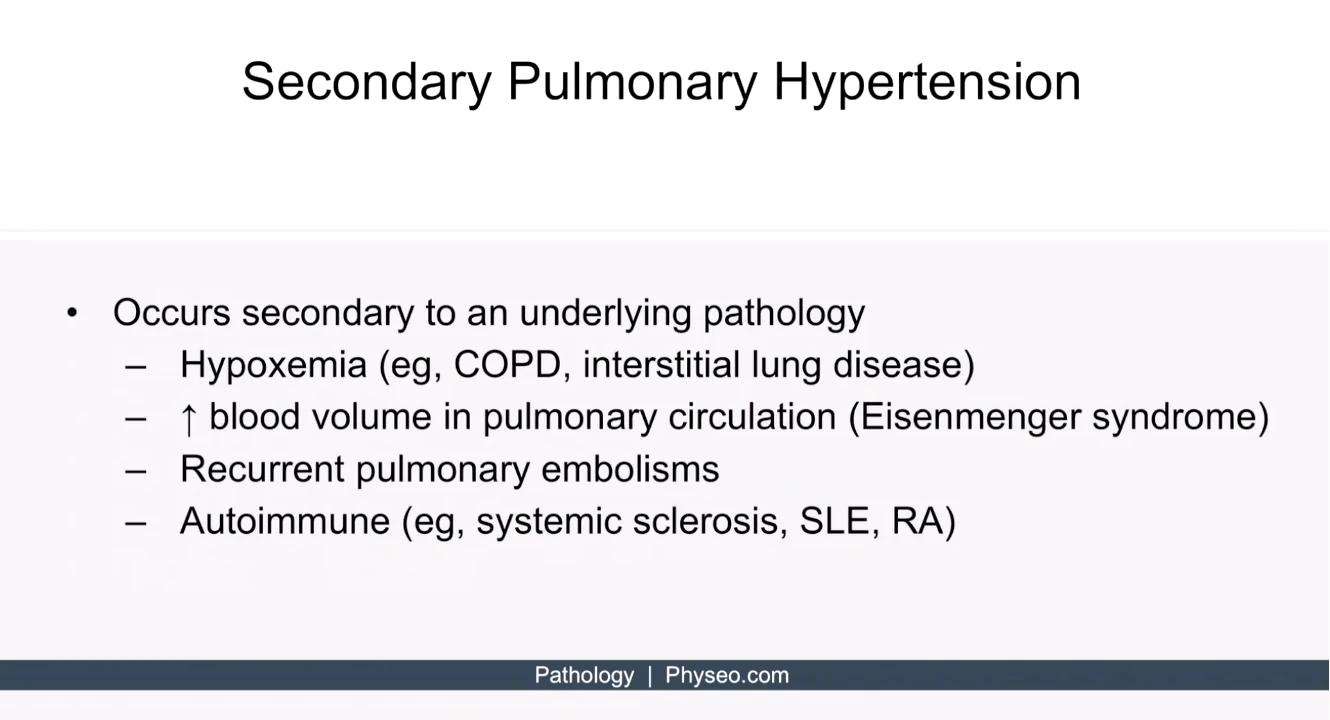 Secondary Pulmonary Hypertension
• Occurs secondary to an underlying pathology
– Hypoxemia (eg, COPD, interstitial lung disease)
– ↑ blood volume in pulmonary circulation (Eisenmenger syndrome)
– Recurrent pulmonary embolisms
– Autoimmune (eg, systemic sclerosis, SLE, RA)
Pathology | Physeo.com